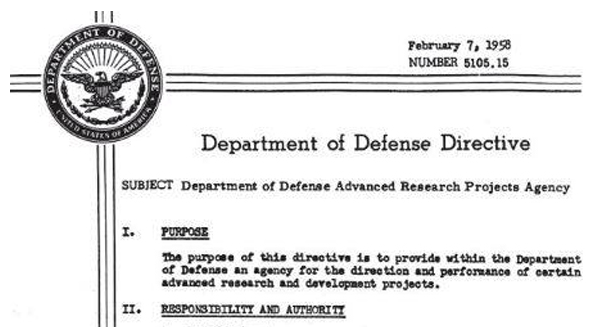 February 7, 1958
NUMBER 5105.15
DEPARTMENT OF DEFENSE
UNITED STATES OF AMERICA
Department of Defense Directive
SUBJECT Department of Defense Advanced Research Projects Agency
I. PURPOSE
The purpose of this directive is to provide within the Department
of Defense an agency for the direction and performance of certain
advanced research and development projects.
II. RESPONSIBILITY AND AUTHORITY